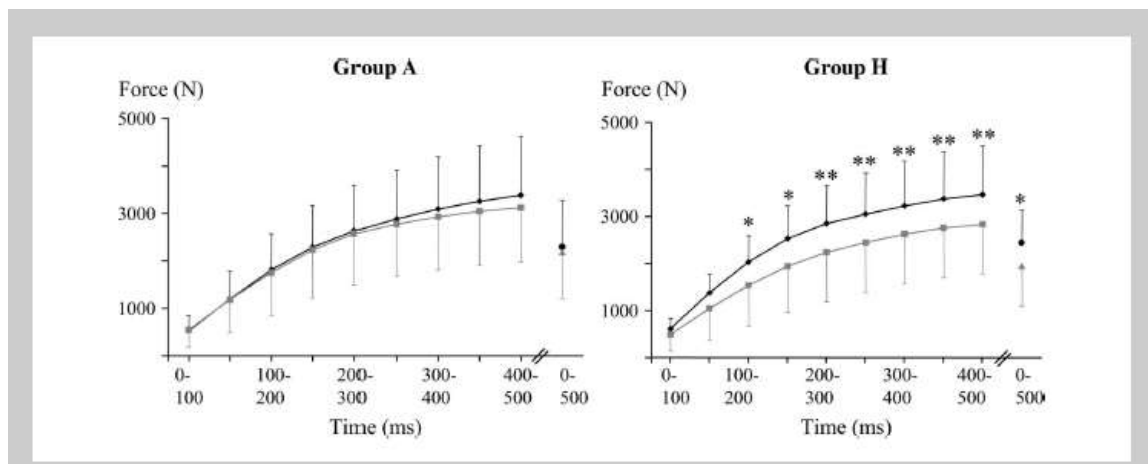 Group A
Force (N)
5000
3000
1000
0- 100- 200- 300- 400- 0-
100 200 300 400 500 500
Time (ms)
Group H
Force (N)
5000
3000
1000
* * ** ** ** ** ** *
0- 100- 200- 300- 400- 0-
100 200 300 400 500 500
Time (ms)